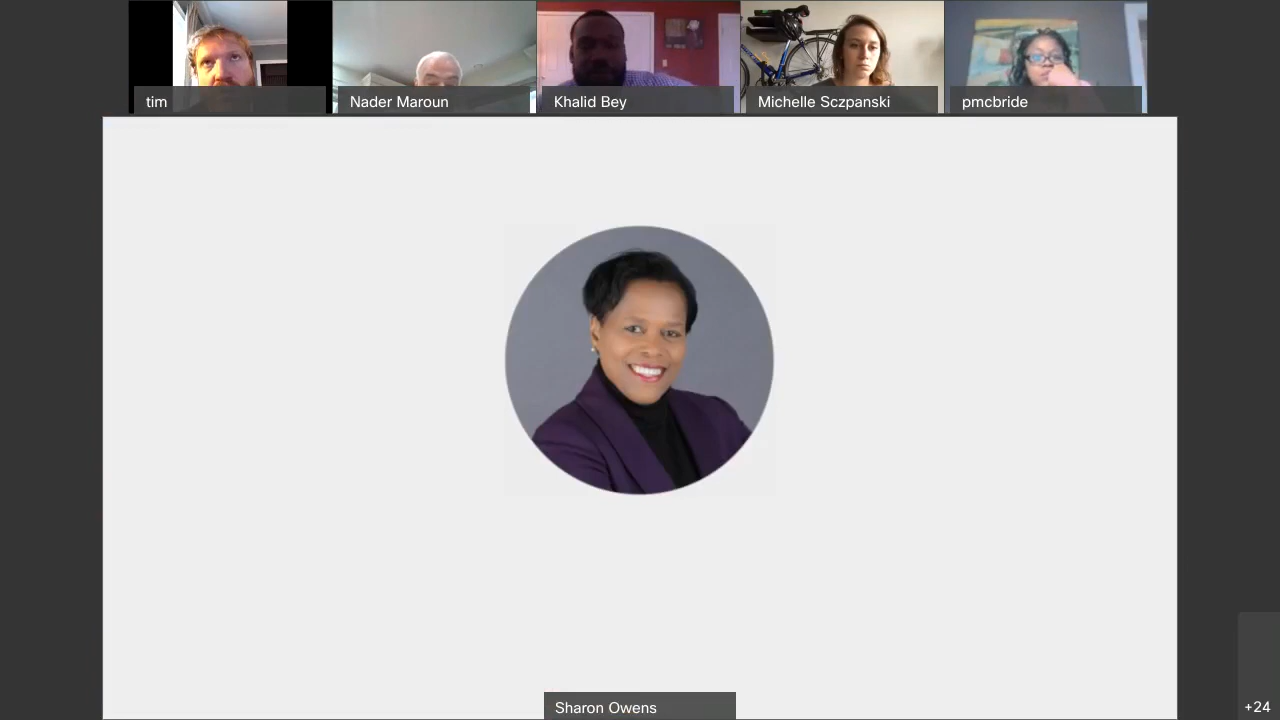 tim
Nader Maroun
Khalid Bey
Michelle Sczpanski
pmcbride
Sharon Owens
+24